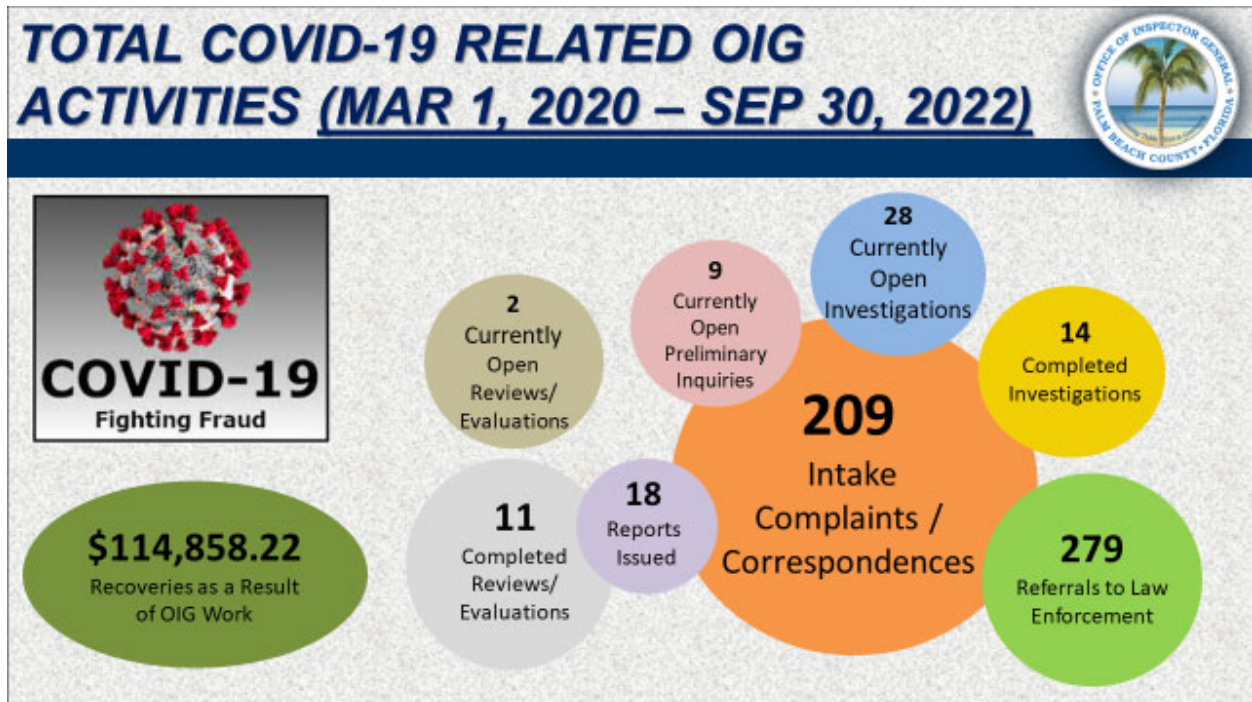 TOTAL COVID-19 RELATED OIG
ACTIVITIES (MAR 1, 2020 – SEP 30, 2022)
OFFICE OF INSPECTOR GENERAL
PALM BEACH COUNTY, FLORIDA
COVID-19
Fighting Fraud
$114,858.22
Recoveries as a Result
of OIG Work
2
Currently
Open
Reviews/
Evaluations
9
Currently
Open
Preliminary
Inquiries
28
Currently
Open
Investigations
14
Completed
Investigations
11
Completed
Reviews/
Evaluations
18
Reports
Issued
209
Intake
Complaints /
Correspondences
279
Referrals to Law
Enforcement